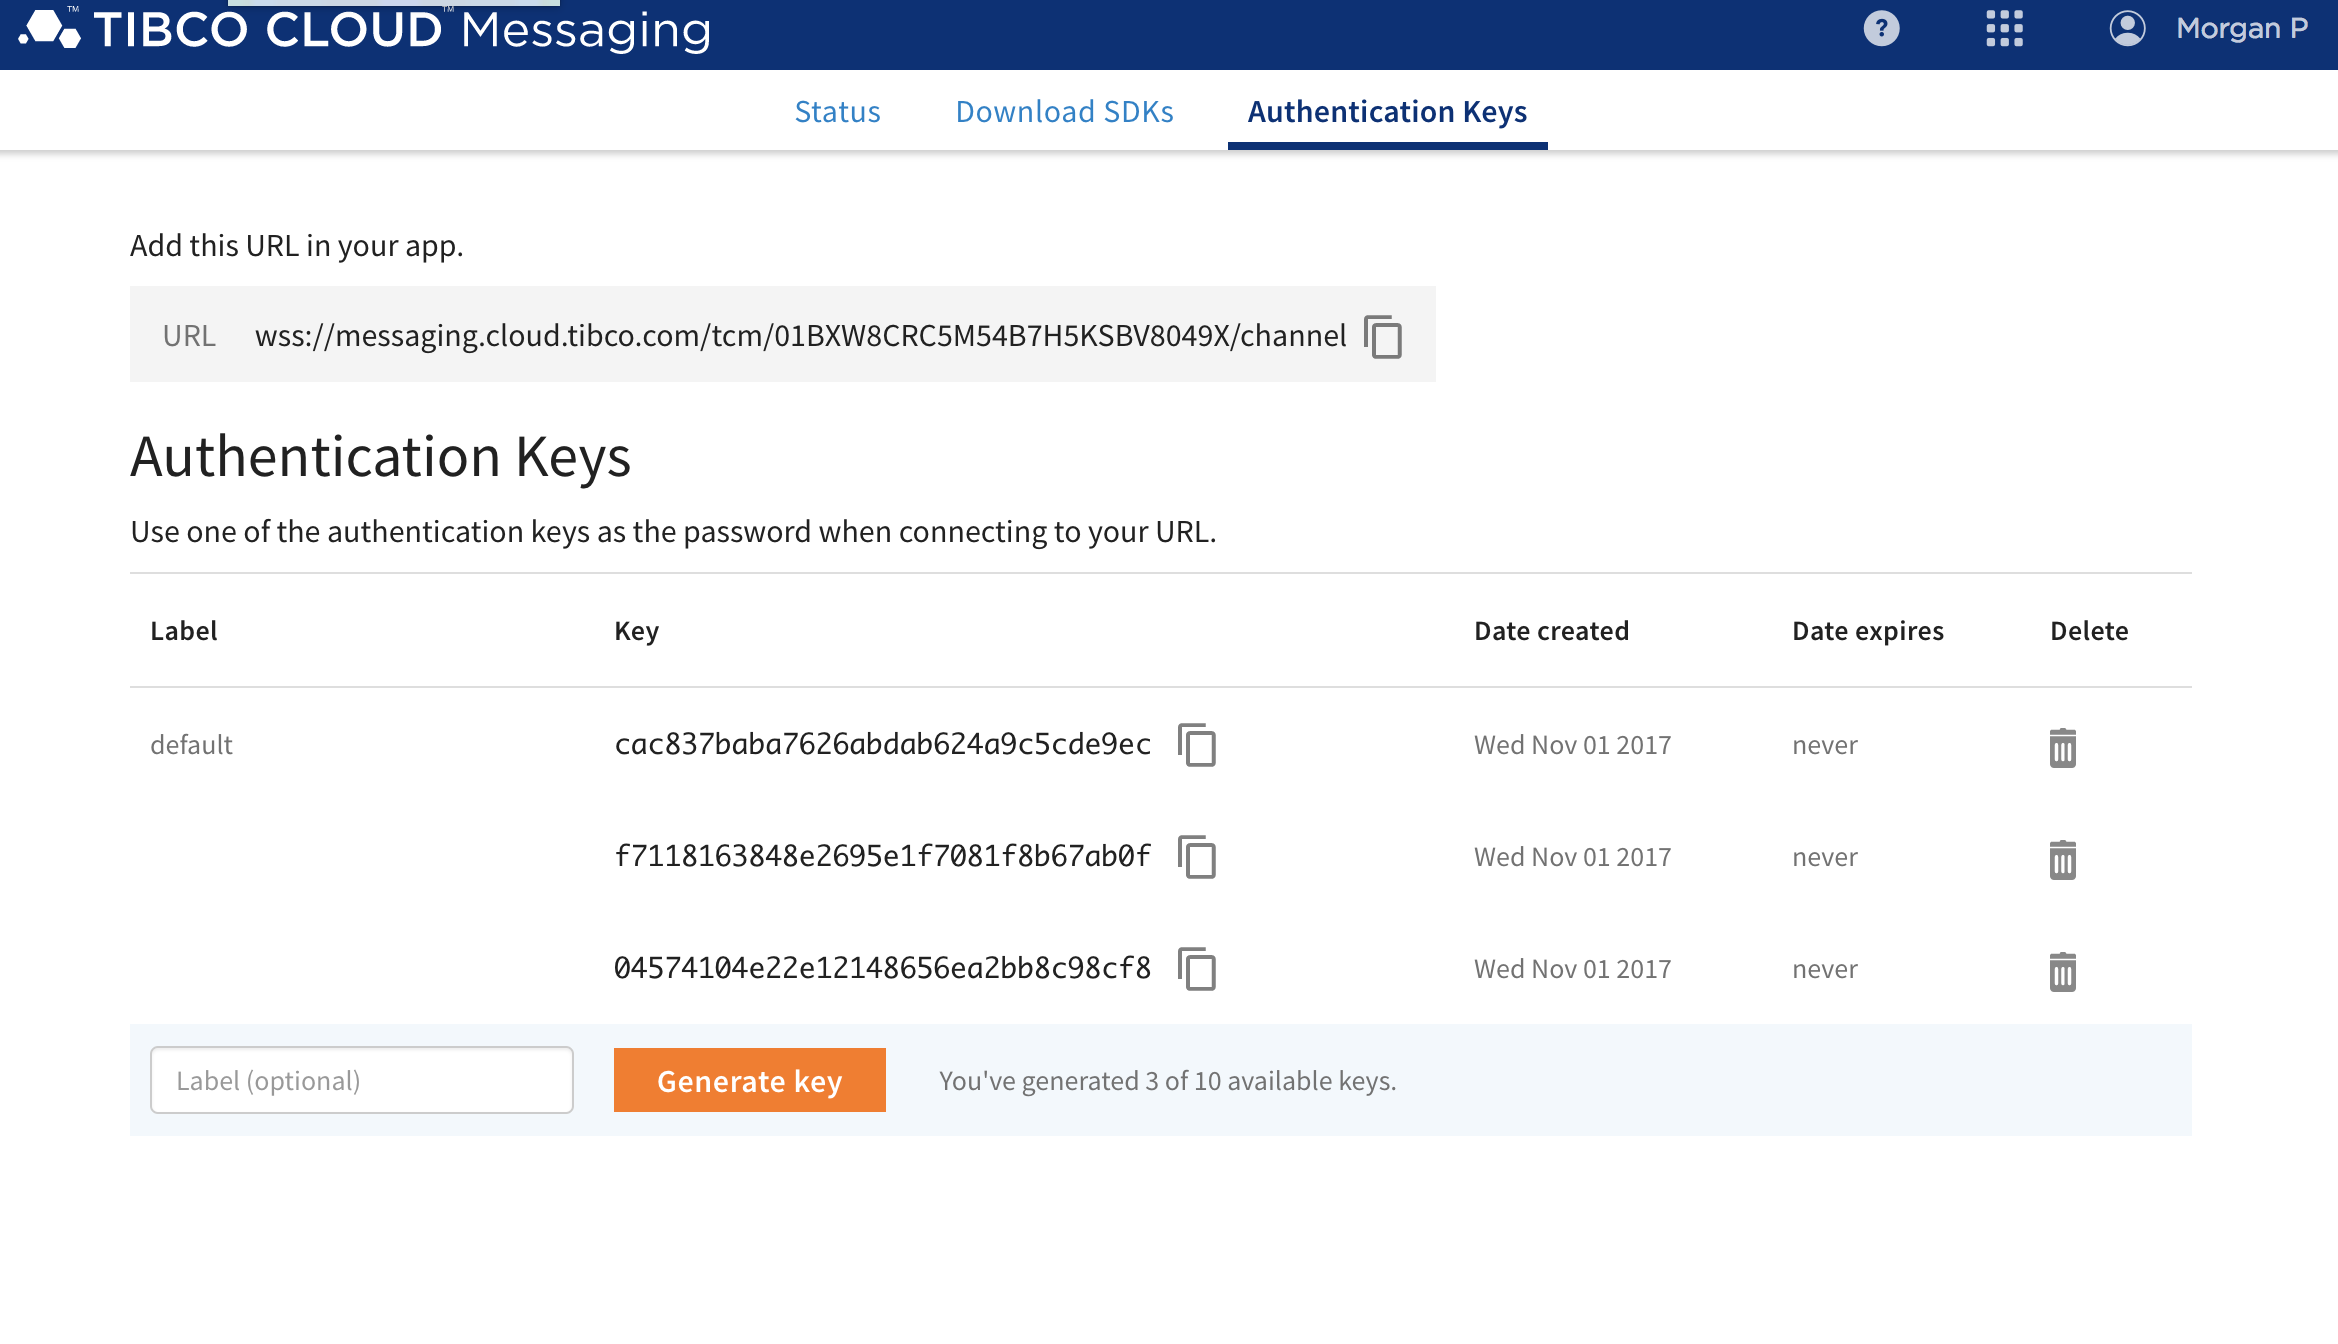 TIBCO CLOUD™ Messaging
? Morgan P
Status Download SDKs Authentication Keys
Add this URL in your app.
URL wss://messaging.cloud.tibco.com/tcm/01BXW8CRC5M54B7H5KSBV8049X/channel
Authentication Keys
Use one of the authentication keys as the password when connecting to your URL.
Label Key Date created Date expires Delete
default cac837baba7626abdab624a9c5cde9ec Wed Nov 01 2017 never
f7118163848e2695e1f7081f8b67ab0f Wed Nov 01 2017 never
04574104e22e12148656ea2bb8c98cf8 Wed Nov 01 2017 never
Label (optional) Generate key You've generated 3 of 10 available keys.